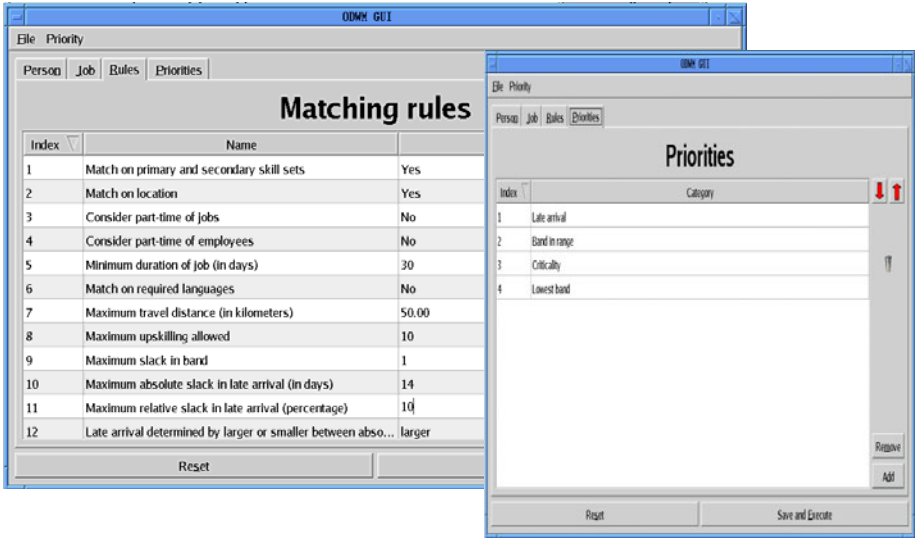 ODWM GUI
File Priority
Person Job Rules Priorities
Matching rules
Index Name
1 Match on primary and secondary skill sets Yes
2 Match on location Yes
3 Consider part-time of jobs No
4 Consider part-time of employees No
5 Minimum duration of job (in days) 30
6 Match on required languages No
7 Maximum travel distance (in kilometers) 50.00
8 Maximum upskilling allowed 10
9 Maximum slack in band 1
10 Maximum absolute slack in late arrival (in days) 14
11 Maximum relative slack in late arrival (percentage) 10
12 Late arrival determined by larger or smaller between abso... larger
Reset
ODWM GUI
File Priority
Person Job Rules Priorities
Priorities
Index Category
1 Late arrival
2 Band in range
3 Criticality
4 Lowest band
Remove
Add
Reset Save and Execute